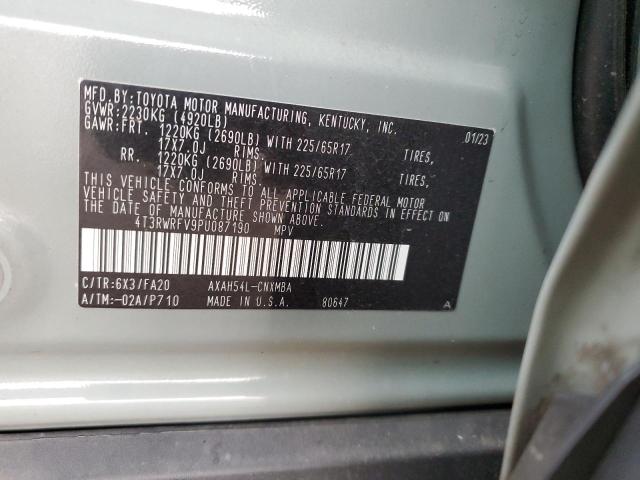 MFD.BY:TOYOTA MOTOR MANUFACTURING, KENTUCKY, INC.
GVWR:2230KG (4920LB) 01/23
GAWR:FRT. 1220KG (2690LB) WITH 225/65R17 TIRES,
17X7.0J RIMS.
RR. 1220KG (2690LB) WITH 225/65R17 TIRES,
17X7.0J RIMS.
THIS VEHICLE CONFORMS TO ALL APPLICABLE FEDERAL MOTOR
VEHICLE SAFETY AND THEFT PREVENTION STANDARDS IN EFFECT ON
THE DATE OF MANUFACTURE SHOWN ABOVE.
4T3RWRFV9PU087190 MPV
C/TR:6X3/FA20 AXAH54L-CNXMBA
A/TM:-02A/P710 MADE IN U.S.A. 80647 A